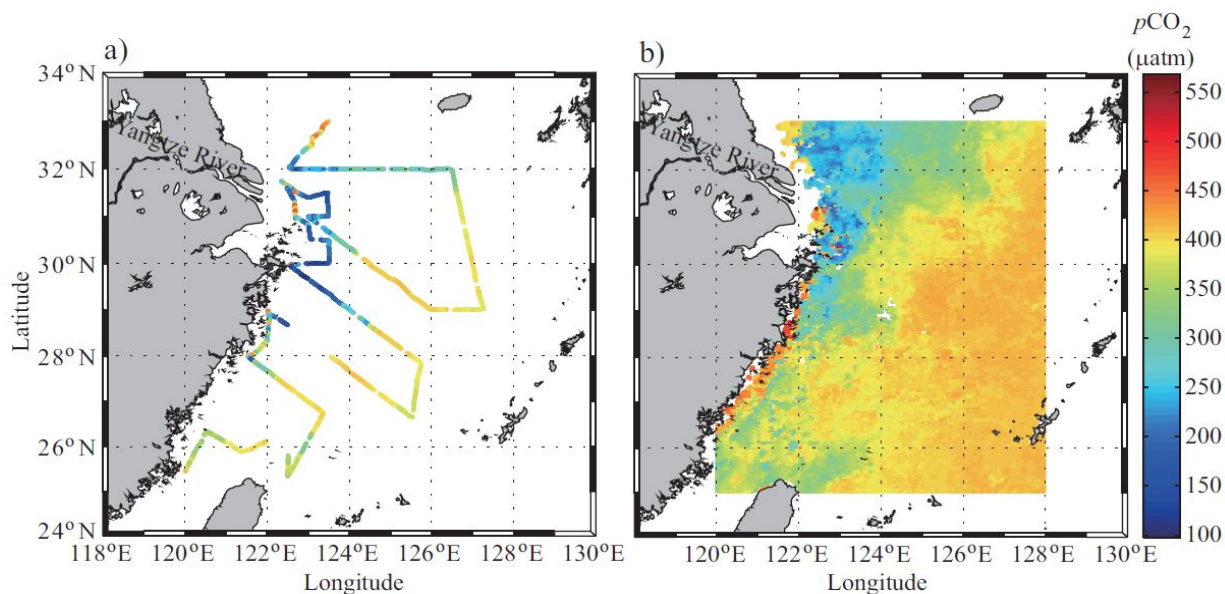 a)
34°N
32°N
30°N
28°N
26°N
24°N
Latitude
Yangtze River
118°E 120°E 122°E 124°E 126°E 128°E 130°E
Longitude
b)
Yangtze River
120°E 122°E 124°E 126°E 128°E 130°E
Longitude
pCO₂
(µatm)
550
500
450
400
350
300
250
200
150
100